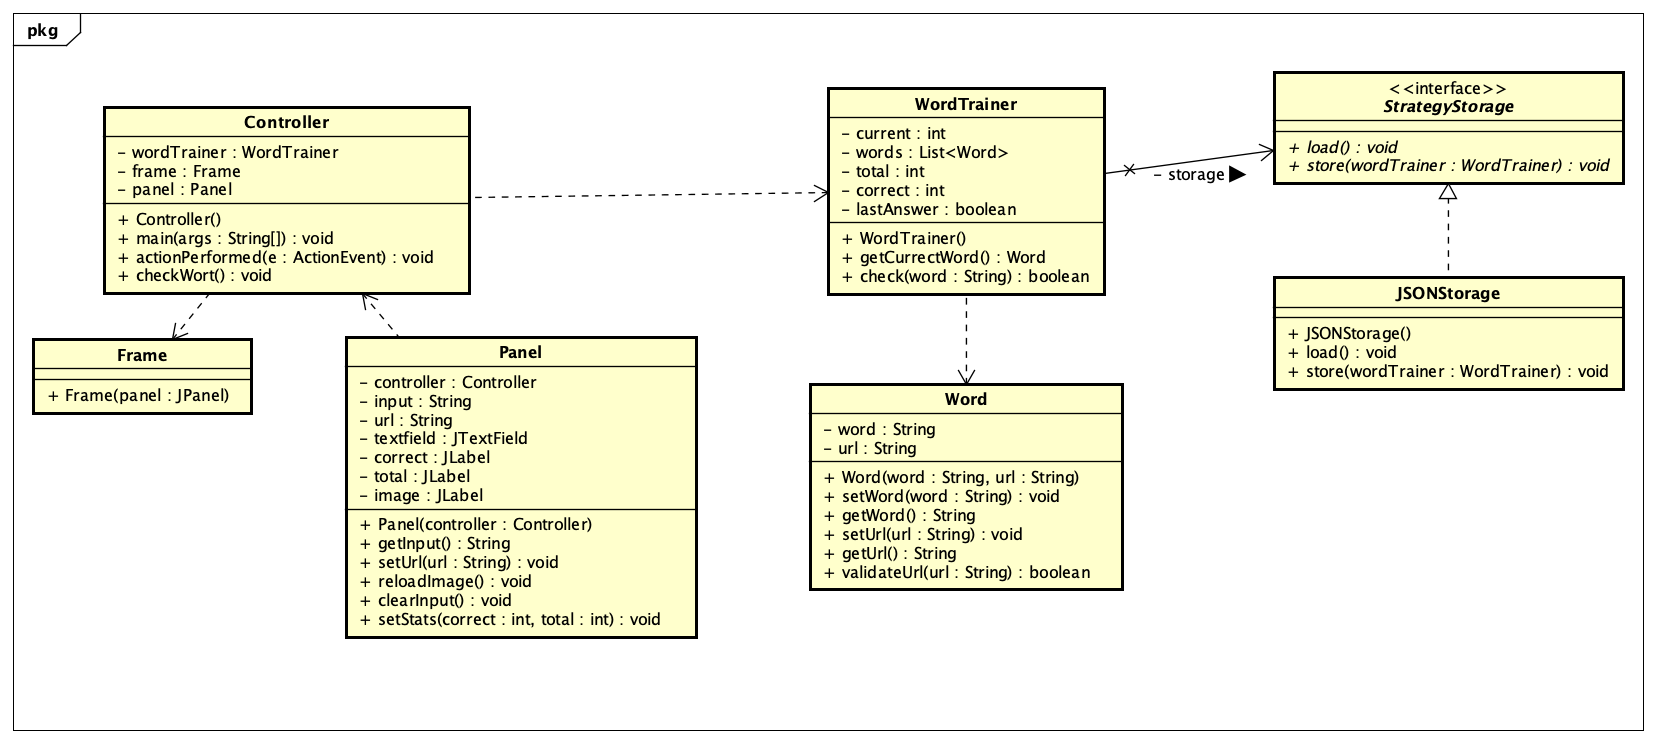 pkg
Controller
- wordTrainer : WordTrainer
- frame : Frame
- panel : Panel
+ Controller()
+ main(args : String[]) : void
+ actionPerformed(e : ActionEvent) : void
+ checkWort() : void
Frame
+ Frame(panel : JPanel)
Panel
- controller : Controller
- input : String
- url : String
- textfield : JTextField
- correct : JLabel
- total : JLabel
- image : JLabel
+ Panel(controller : Controller)
+ getInput() : String
+ setUrl(url : String) : void
+ reloadImage() : void
+ clearInput() : void
+ setStats(correct : int, total : int) : void
WordTrainer
- current : int
- words : List<Word>
- total : int
- correct : int
- lastAnswer : boolean
+ WordTrainer()
+ getCurrectWord() : Word
+ check(word : String) : boolean
- storage ▶
Word
- word : String
- url : String
+ Word(word : String, url : String)
+ setWord(word : String) : void
+ getWord() : String
+ setUrl(url : String) : void
+ getUrl() : String
+ validateUrl(url : String) : boolean
<<interface>>
StrategyStorage
+ load() : void
+ store(wordTrainer : WordTrainer) : void
JSONStorage
+ JSONStorage()
+ load() : void
+ store(wordTrainer : WordTrainer) : void